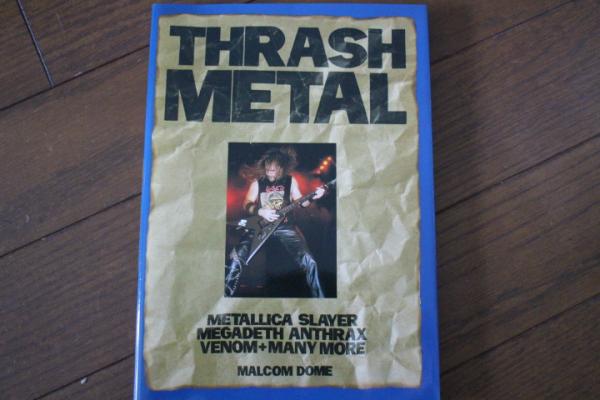 THRASH
METAL
METALLICA SLAYER
MEGADETH ANTHRAX
VENOM+MANY MORE
MALCOM DOME